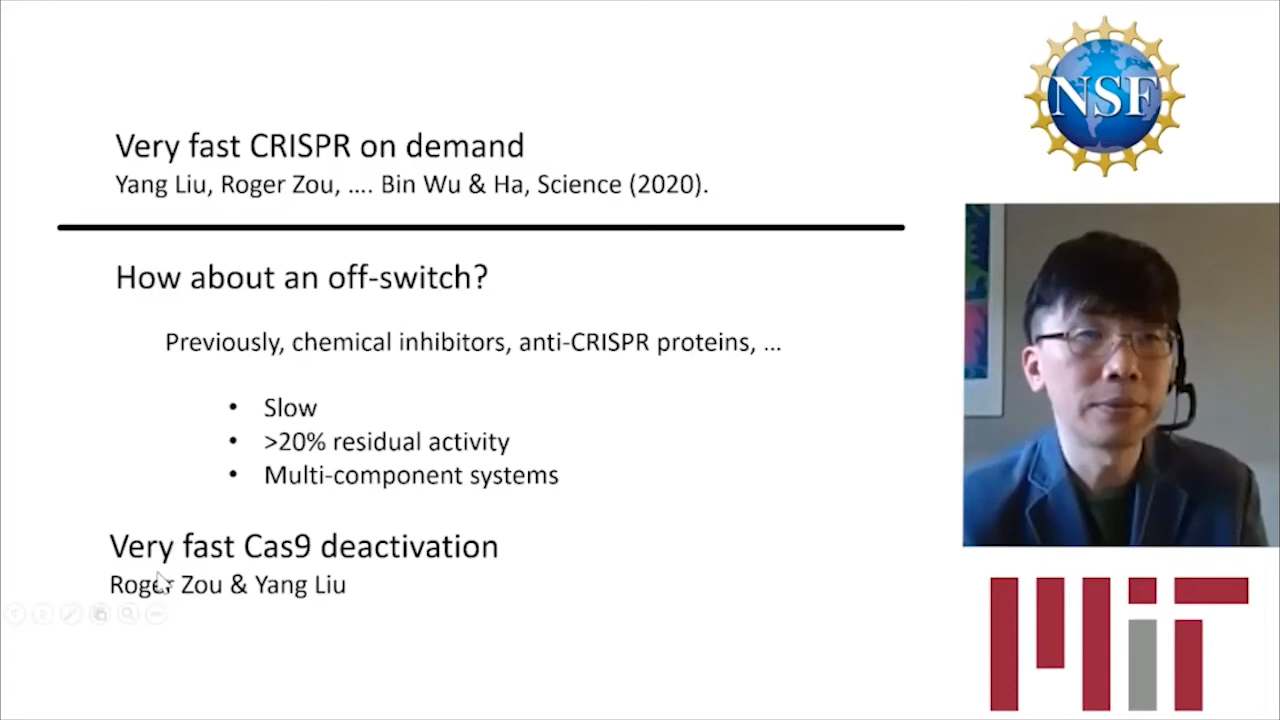 Very fast CRISPR on demand
Yang Liu, Roger Zou, .... Bin Wu & Ha, Science (2020).
How about an off-switch?
Previously, chemical inhibitors, anti-CRISPR proteins, ...
• Slow
• >20% residual activity
• Multi-component systems
Very fast Cas9 deactivation
Roger Zou & Yang Liu
NSF
MIT